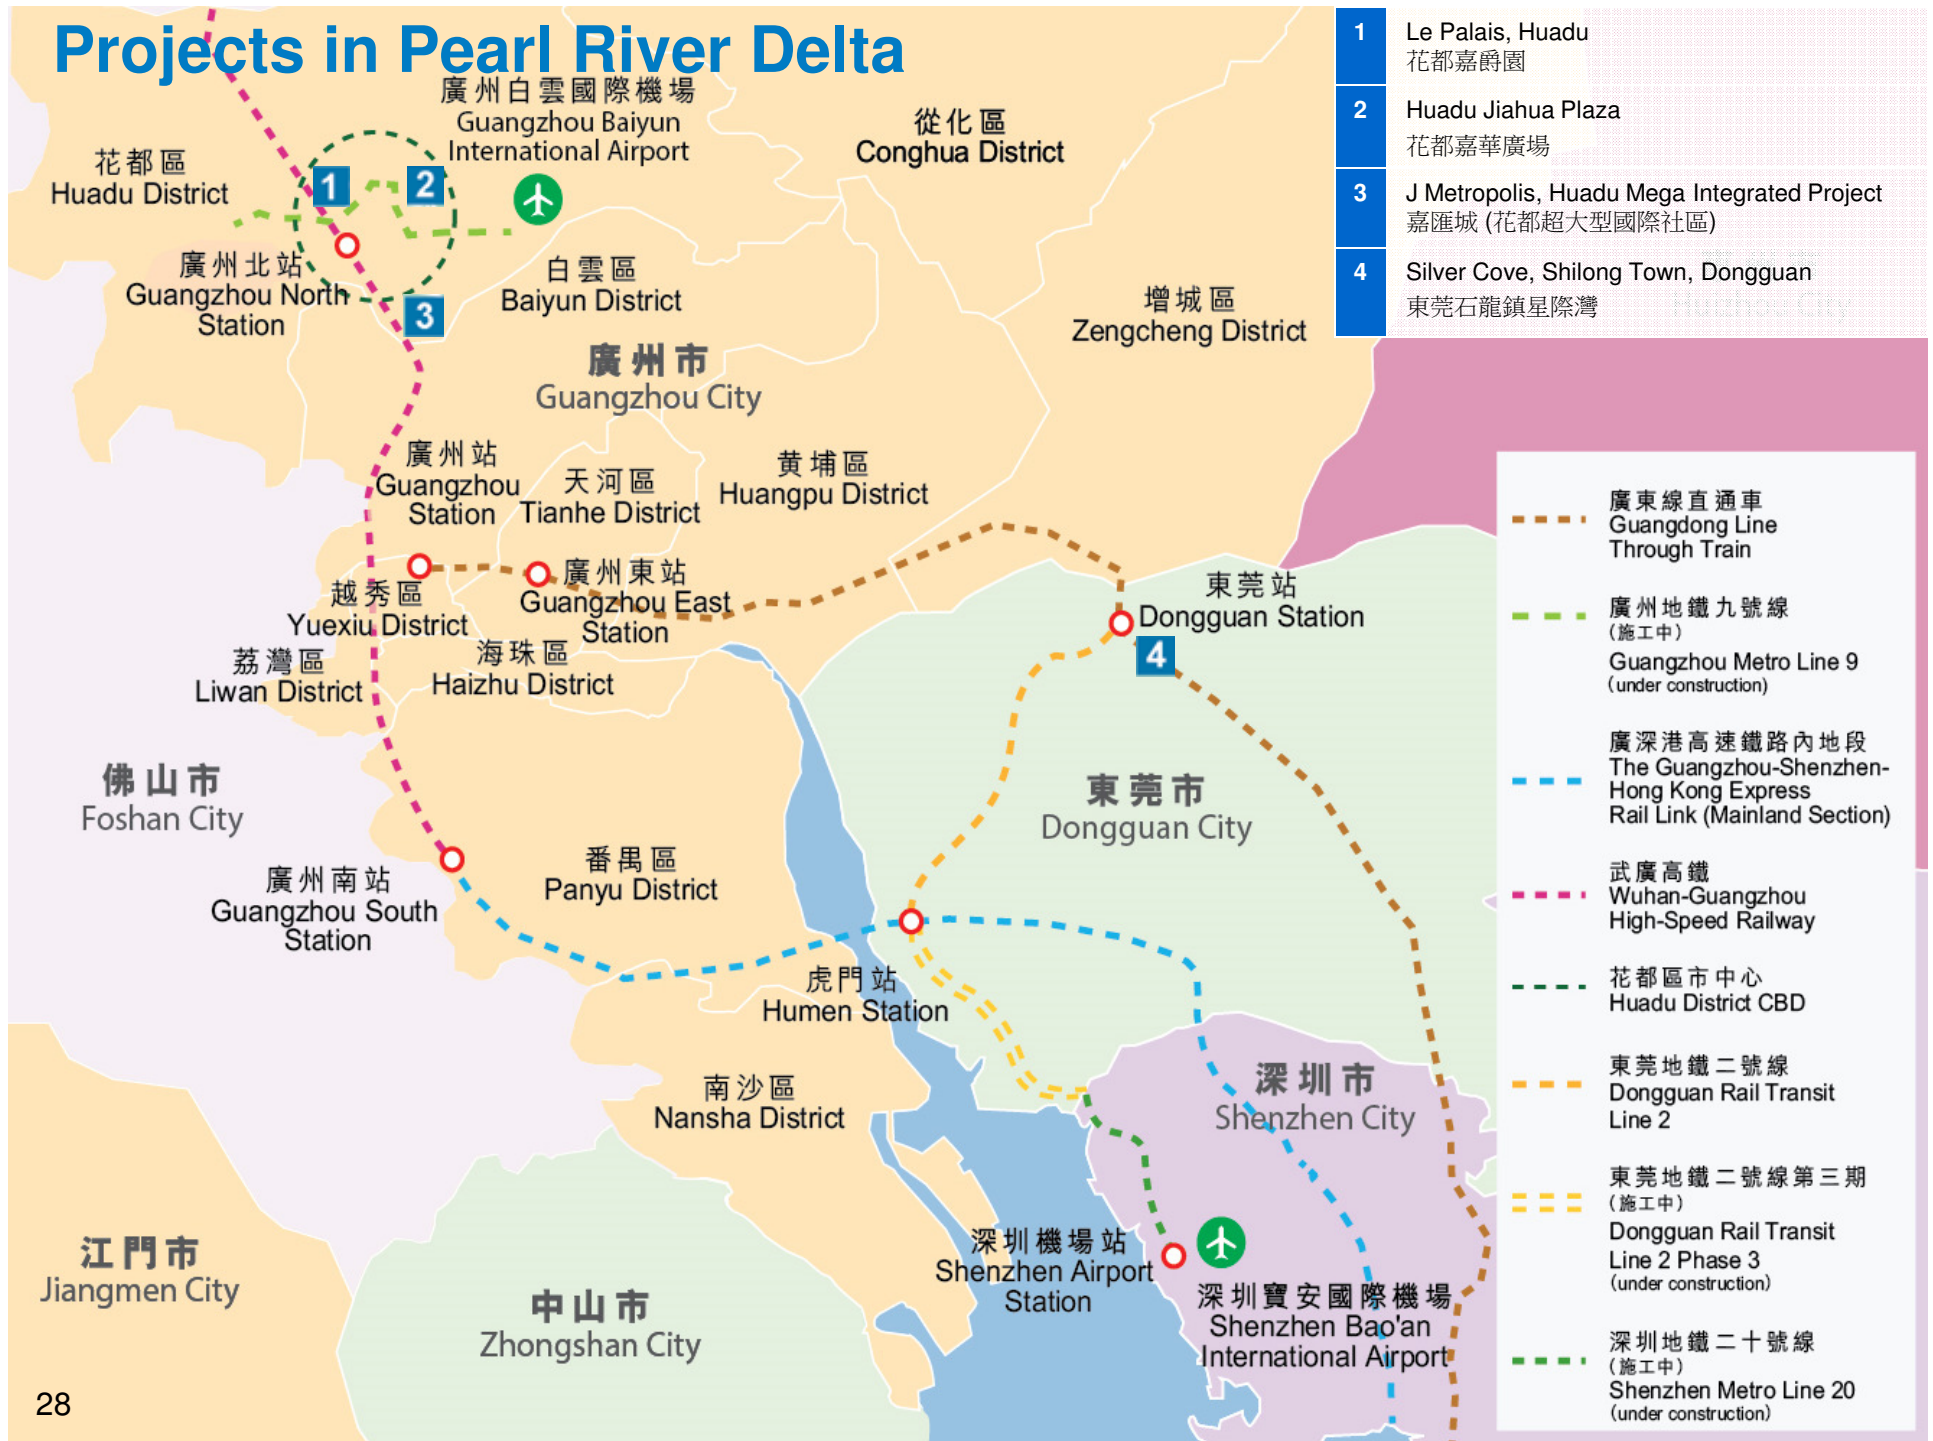 Projects in Pearl River Delta
1
Le Palais, Huadu
花都嘉爵園
2
Huadu Jiahua Plaza
花都嘉華廣場
3
J Metropolis, Huadu Mega Integrated Project
嘉匯城 (花都超大型國際社區)
4
Silver Cove, Shilong Town, Dongguan
東莞石龍鎮星際灣
Huizhou City
廣州白雲國際機場
Guangzhou Baiyun
International Airport
從化區
Conghua District
花都區
Huadu District
1
2
廣州北站
Guangzhou North
Station
3
白雲區
Baiyun District
增城區
Zengcheng District
廣州市
Guangzhou City
廣州站
Guangzhou
Station
天河區
Tianhe District
黄埔區
Huangpu District
越秀區
Yuexiu District
廣州東站
Guangzhou East
Station
東莞站
Dongguan Station
4
荔灣區
Liwan District
海珠區
Haizhu District
佛山市
Foshan City
東莞市
Dongguan City
番禺區
Panyu District
廣州南站
Guangzhou South
Station
虎門站
Humen Station
南沙區
Nansha District
深圳市
Shenzhen City
江門市
Jiangmen City
中山市
Zhongshan City
深圳機場站
Shenzhen Airport
Station
深圳寶安國際機場
Shenzhen Bao'an
International Airport
廣東線直通車
Guangdong Line
Through Train
廣州地鐵九號線
(施工中)
Guangzhou Metro Line 9
(under construction)
廣深港高速鐵路內地段
The Guangzhou-Shenzhen-
Hong Kong Express
Rail Link (Mainland Section)
武廣高鐵
Wuhan-Guangzhou
High-Speed Railway
花都區市中心
Huadu District CBD
東莞地鐵二號線
Dongguan Rail Transit
Line 2
東莞地鐵二號線第三期
(施工中)
Dongguan Rail Transit
Line 2 Phase 3
(under construction)
深圳地鐵二十號線
(施工中)
Shenzhen Metro Line 20
(under construction)
28